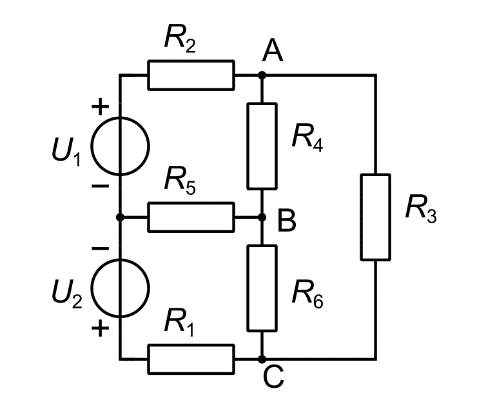 R₂
A
+
U₁
R₄
−
R₅
R₃
B
−
U₂
R₆
+
R₁
C